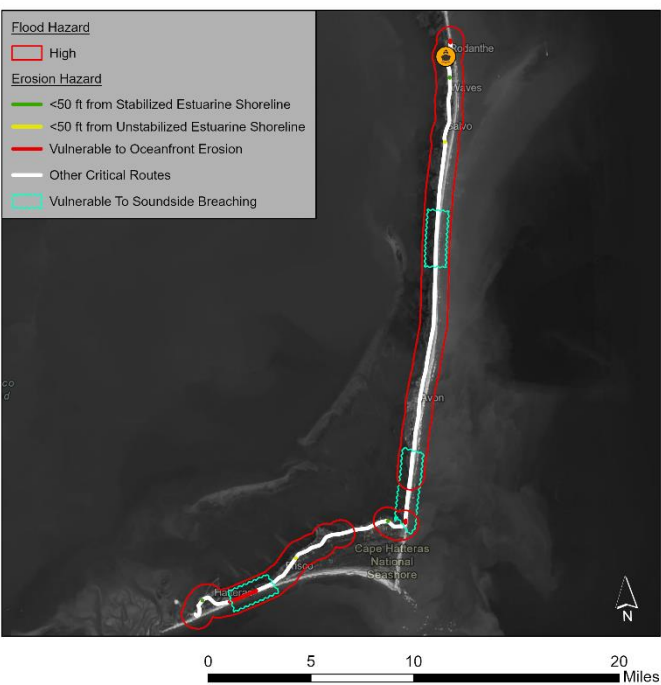 Flood Hazard
High
Erosion Hazard
<50 ft from Stabilized Estuarine Shoreline
<50 ft from Unstabilized Estuarine Shoreline
Vulnerable to Oceanfront Erosion
Other Critical Routes
Vulnerable To Soundside Breaching
Rodanthe
Waves
Salvo
co
d
Avon
Cape Hatteras
National
Seashore
Hatteras
N
0 5 10 20
Miles